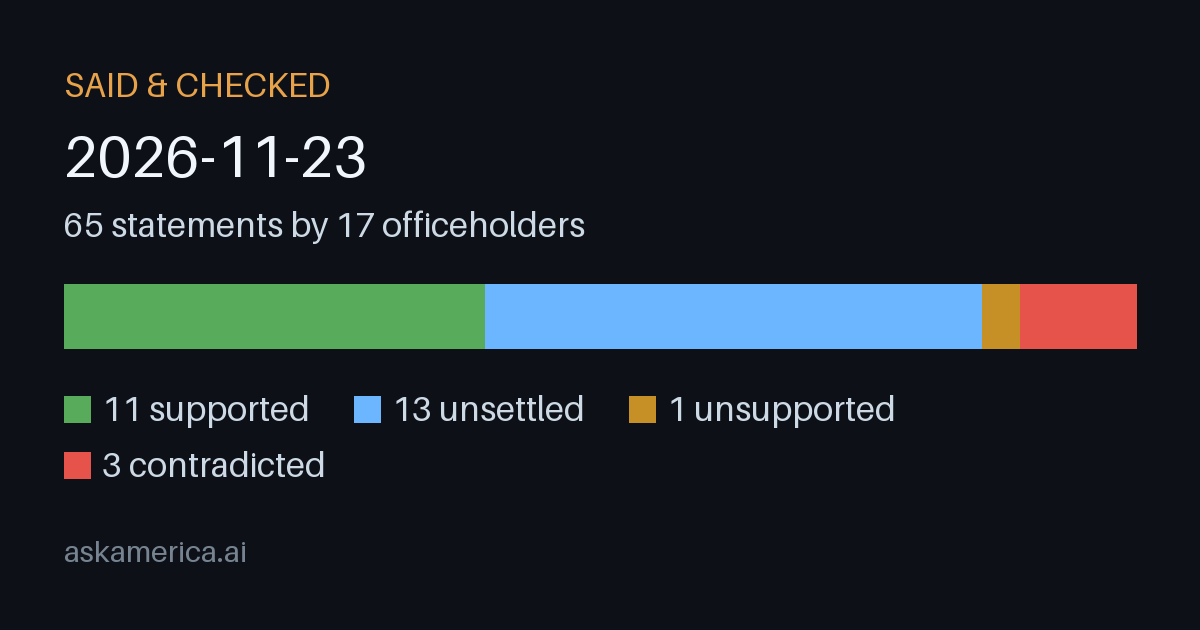 SAID & CHECKED
2026-11-23
65 statements by 17 officeholders
11 supported 13 unsettled 1 unsupported
3 contradicted
askamerica.ai